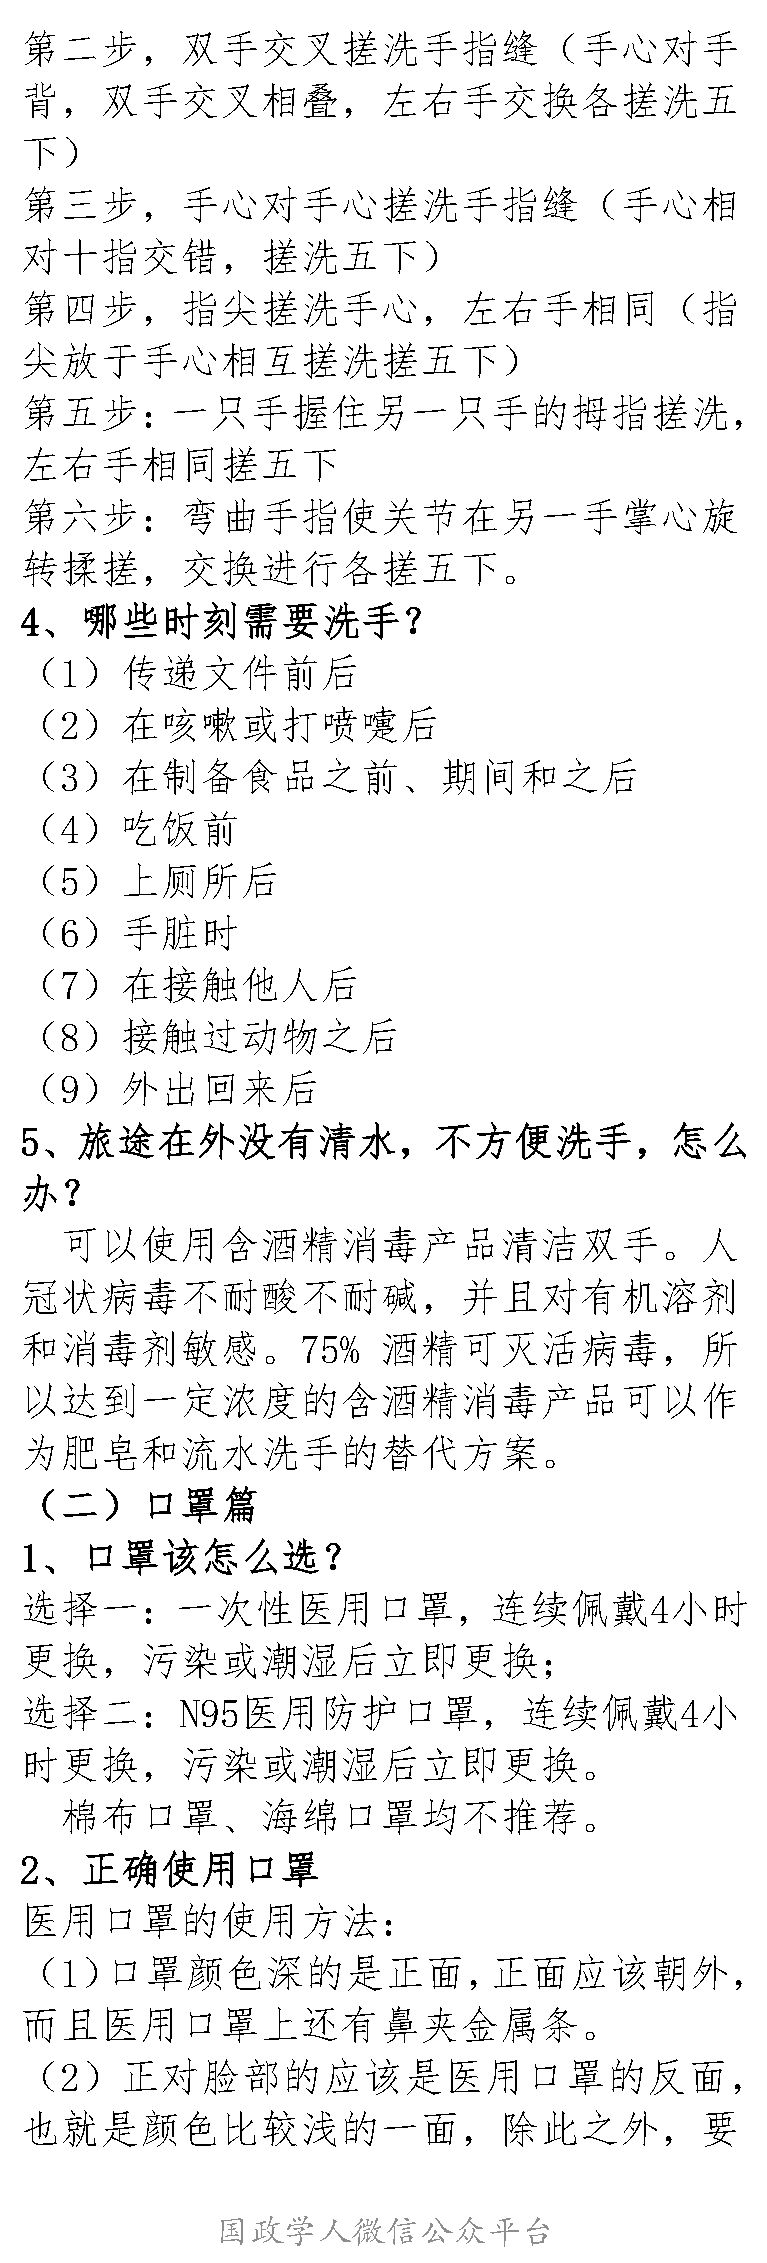 第二步，双手交叉搓洗手指缝（手心对手
背，双手交叉相叠，左右手交换各搓洗五
下）
第三步，手心对手心搓洗手指缝（手心相
对十指交错，搓洗五下）
第四步，指尖搓洗手心，左右手相同（指
尖放于手心相互搓洗搓五下）
第五步：一只手握住另一只手的拇指搓洗，
左右手相同搓五下
第六步：弯曲手指使关节在另一手掌心旋
转揉搓，交换进行各搓五下。
4、哪些时刻需要洗手？
（1）传递文件前后
（2）在咳嗽或打喷嚏后
（3）在制备食品之前、期间和之后
（4）吃饭前
（5）上厕所后
（6）手脏时
（7）在接触他人后
（8）接触过动物之后
（9）外出回来后
5、旅途在外没有清水，不方便洗手，怎么
办？
可以使用含酒精消毒产品清洁双手。人
冠状病毒不耐酸不耐碱，并且对有机溶剂
和消毒剂敏感。75% 酒精可灭活病毒，所
以达到一定浓度的含酒精消毒产品可以作
为肥皂和流水洗手的替代方案。
（二）口罩篇
1、口罩该怎么选？
选择一：一次性医用口罩，连续佩戴4小时
更换，污染或潮湿后立即更换；
选择二：N95医用防护口罩，连续佩戴4小
时更换，污染或潮湿后立即更换。
棉布口罩、海绵口罩均不推荐。
2、正确使用口罩
医用口罩的使用方法：
（1）口罩颜色深的是正面，正面应该朝外，
而且医用口罩上还有鼻夹金属条。
（2）正对脸部的应该是医用口罩的反面，
也就是颜色比较浅的一面，除此之外，要
国政学人微信公众平台